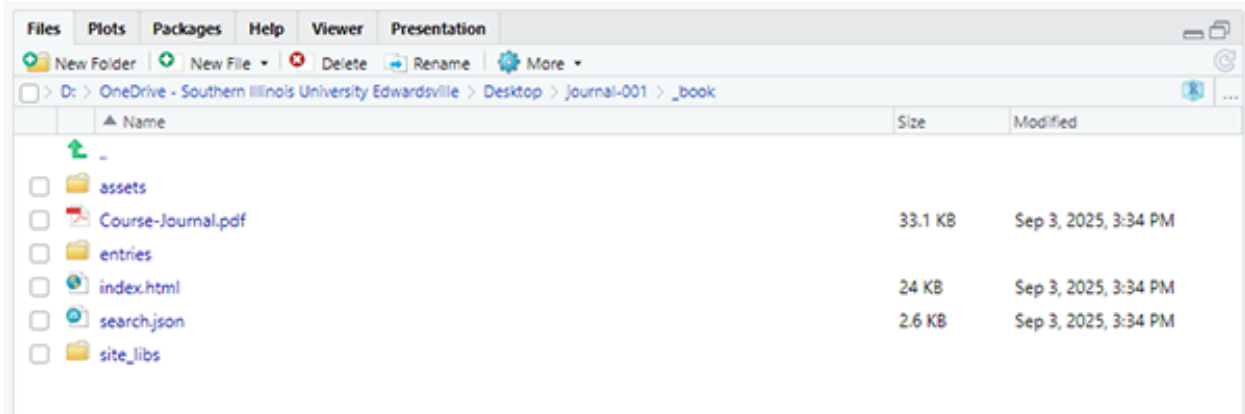 Files Plots Packages Help Viewer Presentation
New Folder New File Delete Rename More
D: > OneDrive - Southern Illinois University Edwardsville > Desktop > journal-001 > _book ...
Name Size Modified
..
assets
Course-Journal.pdf 33.1 KB Sep 3, 2025, 3:34 PM
entries
index.html 24 KB Sep 3, 2025, 3:34 PM
search.json 2.6 KB Sep 3, 2025, 3:34 PM
site_libs